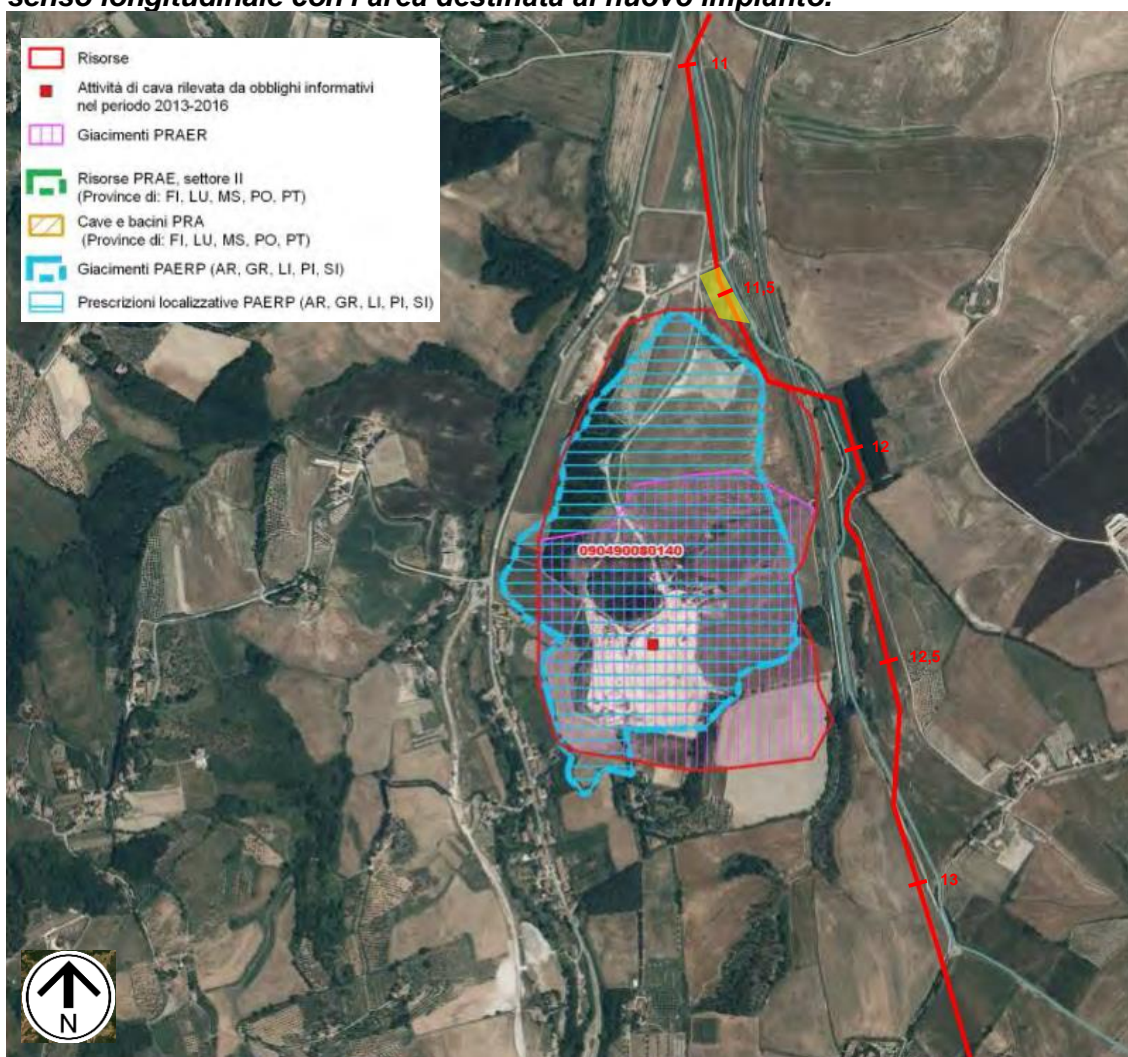 senso longitudinale con l'area destinata al nuovo impianto.
Risorse
Attività di cava rilevata da obblighi informativi
nel periodo 2013-2016
Giacimenti PRAER
Risorse PRAE, settore II
(Province di: FI, LU, MS, PO, PT)
Cave e bacini PRA
(Province di: FI, LU, MS, PO, PT)
Giacimenti PAERP (AR, GR, LI, PI, SI)
Prescrizioni localizzative PAERP (AR, GR, LI, PI, SI)
11
11,5
12
090490080140
12,5
13
N